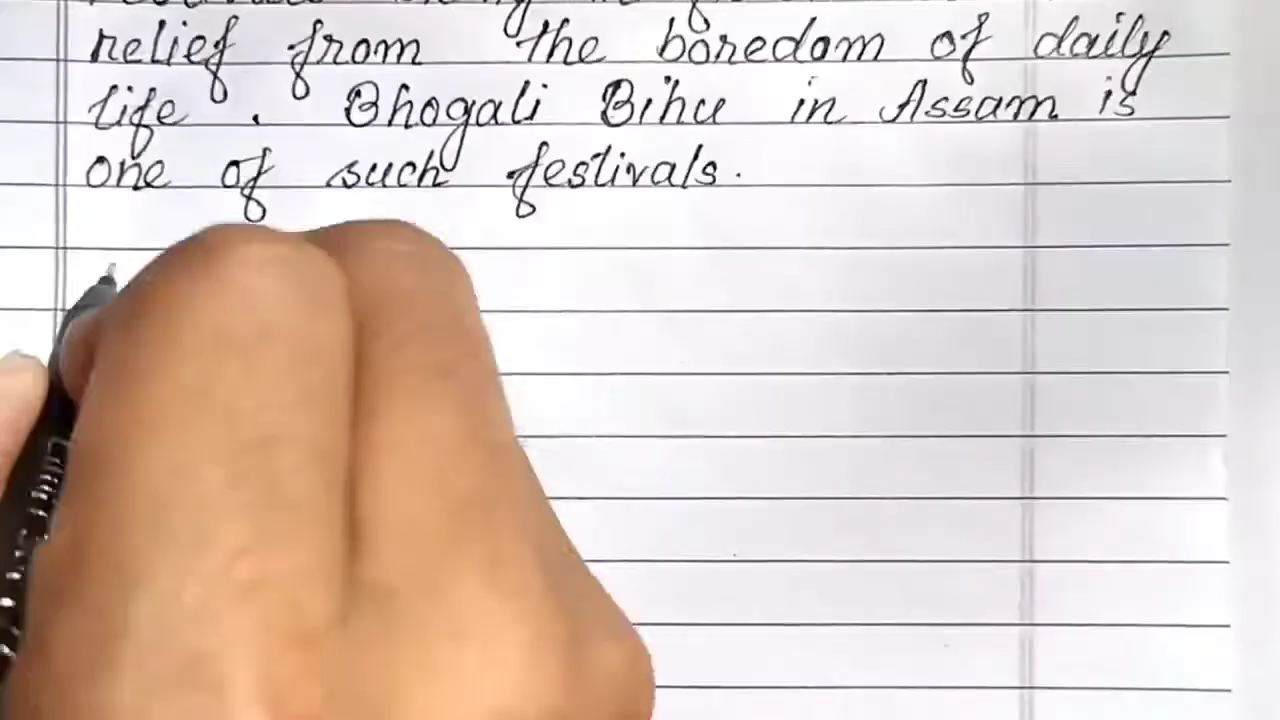 relief from the boredom of daily
life . Bhogali Bihu in Assam is
one of such festivals.